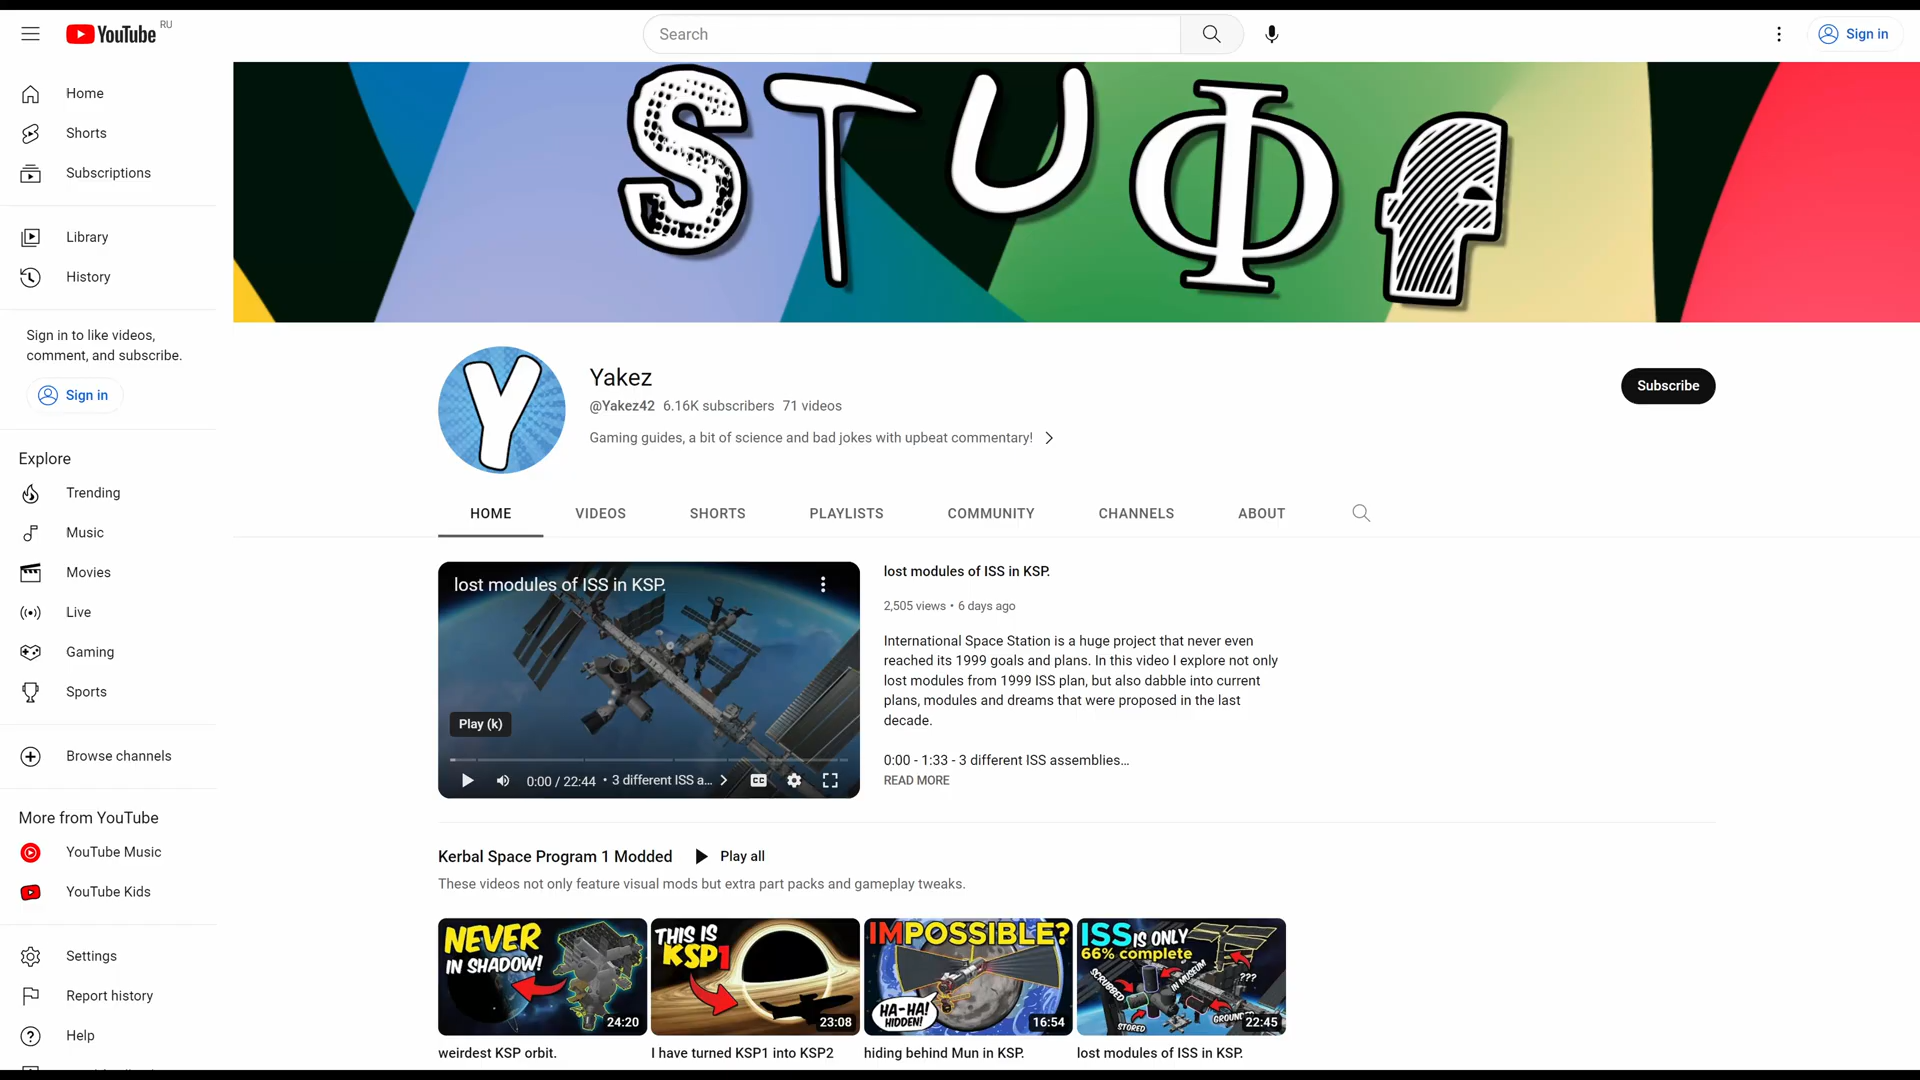 YouTube RU
Search
Sign in
Home
Shorts
Subscriptions
Library
History
Sign in to like videos,
comment, and subscribe.
Sign in
Explore
Trending
Music
Movies
Live
Gaming
Sports
Browse channels
More from YouTube
YouTube Music
YouTube Kids
Settings
Report history
Help
STUФ
Y
Yakez
@Yakez42 6.16K subscribers 71 videos
Gaming guides, a bit of science and bad jokes with upbeat commentary!
Subscribe
HOME VIDEOS SHORTS PLAYLISTS COMMUNITY CHANNELS ABOUT
lost modules of ISS in KSP.
Play (k)
0:00 / 22:44 • 3 different ISS a...
CC
lost modules of ISS in KSP.
2,505 views • 6 days ago
International Space Station is a huge project that never even
reached its 1999 goals and plans. In this video I explore not only
lost modules from 1999 ISS plan, but also dabble into current
plans, modules and dreams that were proposed in the last
decade.
0:00 - 1:33 - 3 different ISS assemblies...
READ MORE
Kerbal Space Program 1 Modded Play all
These videos not only feature visual mods but extra part packs and gameplay tweaks.
NEVER
IN SHADOW!
24:20
weirdest KSP orbit.
THIS IS
KSP1
23:08
I have turned KSP1 into KSP2
IMPOSSIBLE?
HA-HA!
HIDDEN!
16:54
hiding behind Mun in KSP.
ISS IS ONLY
66% complete
SCRUBBED
IN MUSEUM
???
STORED
22:45
lost modules of ISS in KSP.